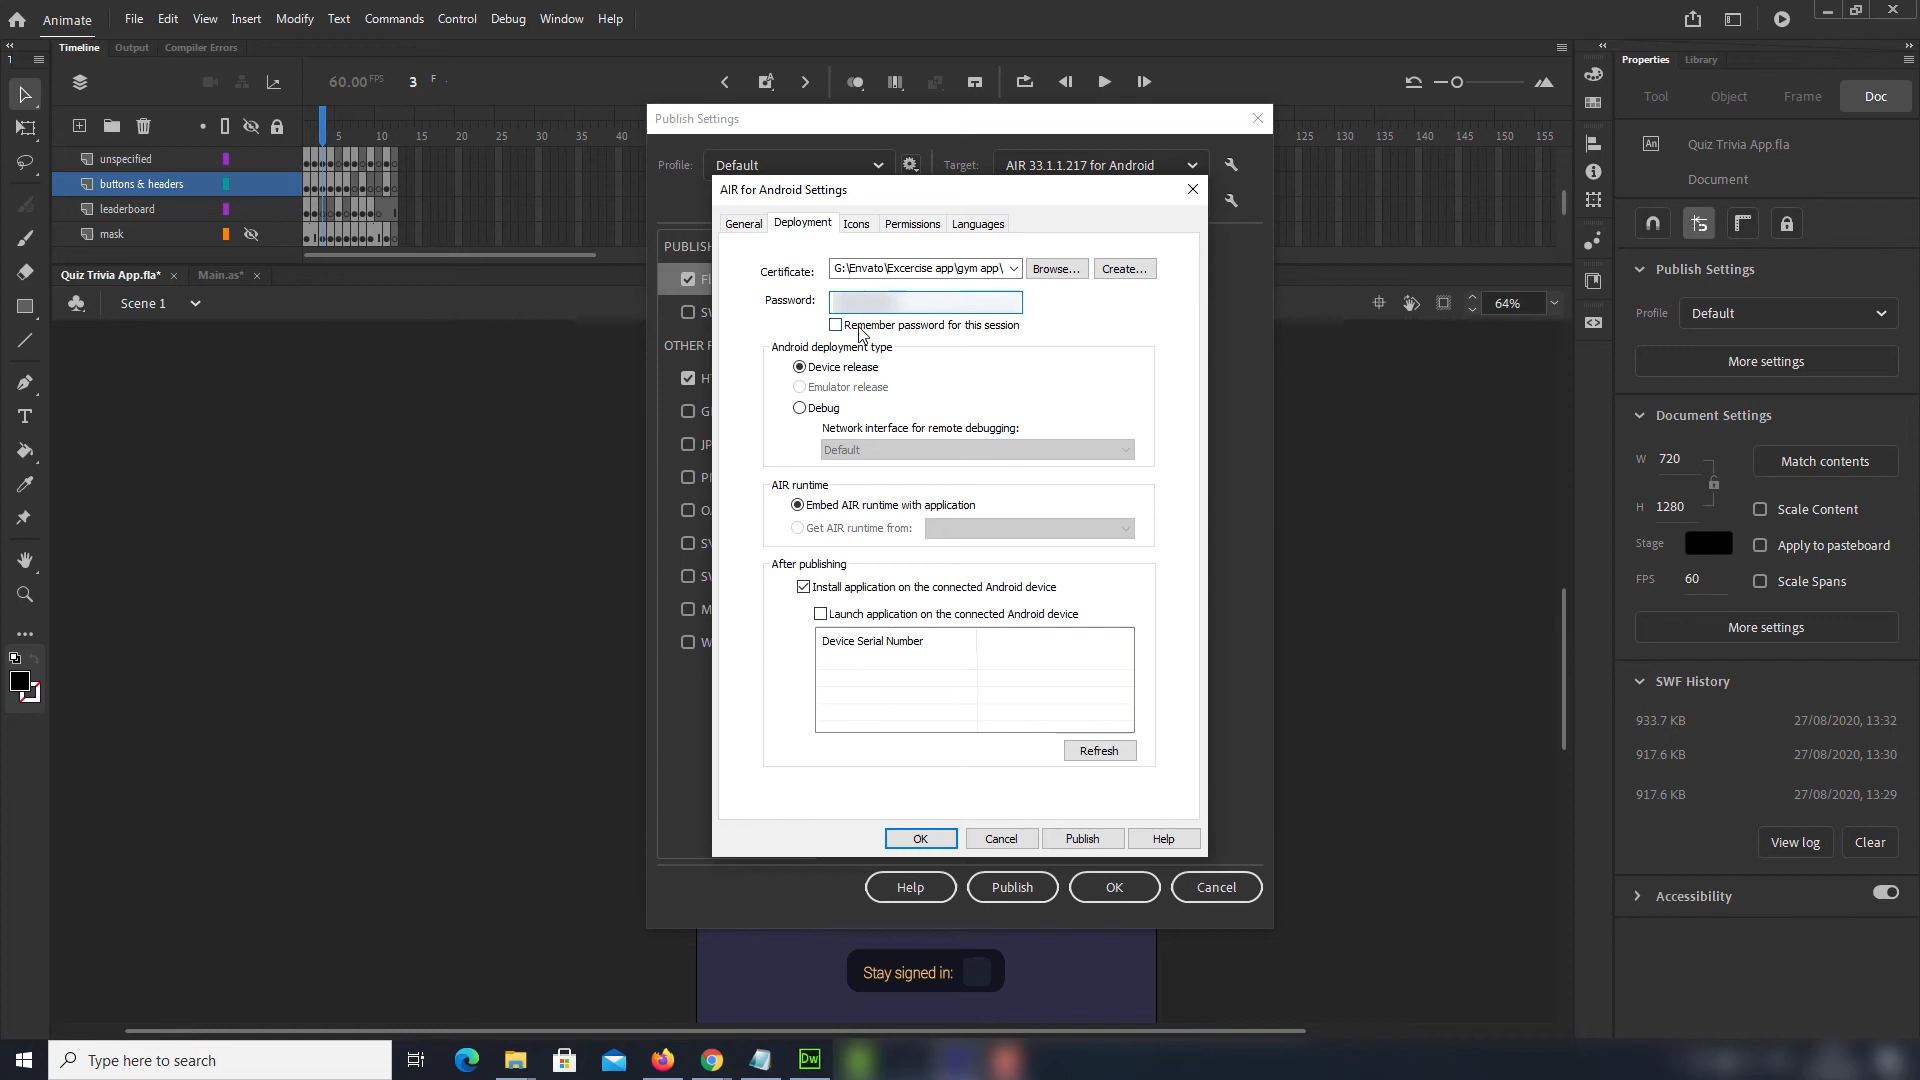 Animate File Edit View Insert Modify Text Commands Control Debug Window Help
Timeline Output Compiler Errors
Properties Library
60.00 FPS 3 F
Tool Object Frame Doc
5 10 15 20 25 30 35 40 125 130 135 140 145 150 155
unspecified
buttons & headers
leaderboard
mask
Quiz Trivia App.fla* Main.as*
Scene 1
64%
Publish Settings
Profile: Default Target: AIR 33.1.1.217 for Android
PUBLISH
OTHER F
AIR for Android Settings
General Deployment Icons Permissions Languages
Certificate: G:\Envato\Excercise app\gym app\ Browse... Create...
Password:
Remember password for this session
Android deployment type
Device release
Emulator release
Debug
Network interface for remote debugging:
Default
AIR runtime
Embed AIR runtime with application
Get AIR runtime from:
After publishing
Install application on the connected Android device
Launch application on the connected Android device
Device Serial Number
Refresh
OK Cancel Publish Help
Help Publish OK Cancel
Stay signed in:
An Quiz Trivia App.fla
Document
Publish Settings
Profile Default
More settings
Document Settings
W 720 Match contents
H 1280 Scale Content
Stage Apply to pasteboard
FPS 60 Scale Spans
More settings
SWF History
933.7 KB 27/08/2020, 13:32
917.6 KB 27/08/2020, 13:30
917.6 KB 27/08/2020, 13:29
View log Clear
Accessibility
Type here to search
Dw